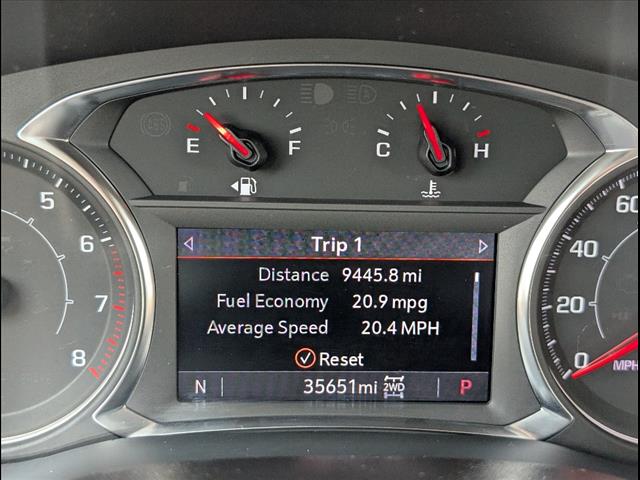 E F
C H
Trip 1
Distance 9445.8 mi
Fuel Economy 20.9 mpg
Average Speed 20.4 MPH
Reset
N 35651mi 2WD P
5
6
7
8
60
40
20
0
MPH